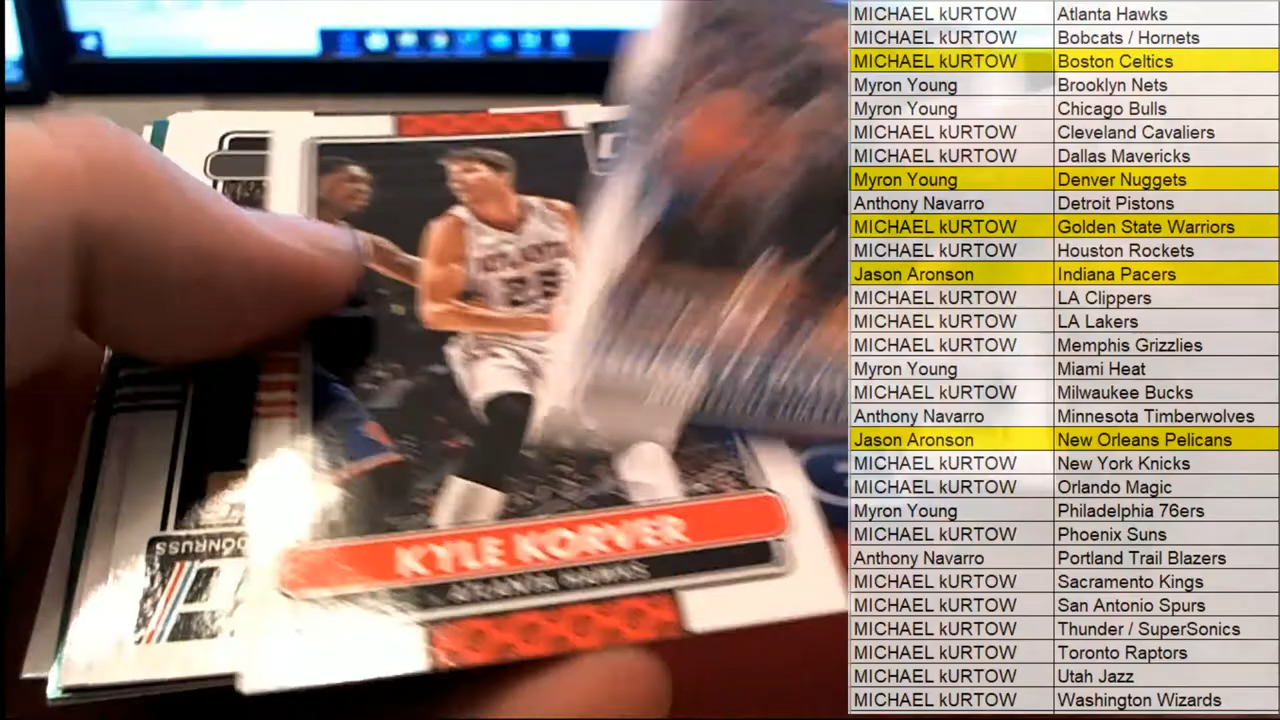 MICHAEL kURTOW Atlanta Hawks
MICHAEL kURTOW Bobcats / Hornets
MICHAEL kURTOW Boston Celtics
Myron Young Brooklyn Nets
Myron Young Chicago Bulls
MICHAEL kURTOW Cleveland Cavaliers
MICHAEL kURTOW Dallas Mavericks
Myron Young Denver Nuggets
Anthony Navarro Detroit Pistons
MICHAEL kURTOW Golden State Warriors
MICHAEL kURTOW Houston Rockets
Jason Aronson Indiana Pacers
MICHAEL kURTOW LA Clippers
MICHAEL kURTOW LA Lakers
MICHAEL kURTOW Memphis Grizzlies
Myron Young Miami Heat
MICHAEL kURTOW Milwaukee Bucks
Anthony Navarro Minnesota Timberwolves
Jason Aronson New Orleans Pelicans
MICHAEL kURTOW New York Knicks
MICHAEL kURTOW Orlando Magic
Myron Young Philadelphia 76ers
MICHAEL kURTOW Phoenix Suns
Anthony Navarro Portland Trail Blazers
MICHAEL kURTOW Sacramento Kings
MICHAEL kURTOW San Antonio Spurs
MICHAEL kURTOW Thunder / SuperSonics
MICHAEL kURTOW Toronto Raptors
MICHAEL kURTOW Utah Jazz
MICHAEL kURTOW Washington Wizards
KYLE KORVER
ATLANTA HAWKS
DONRUSS